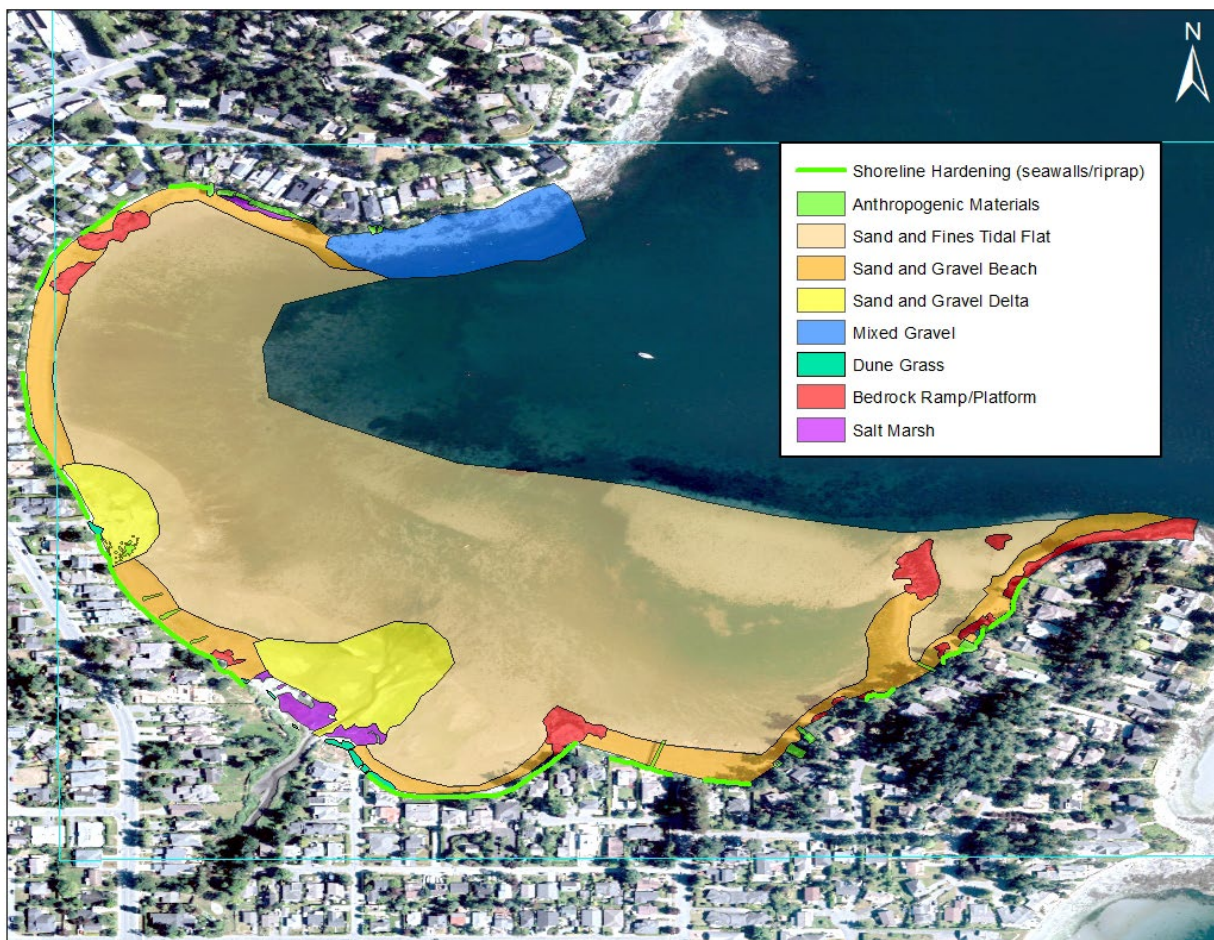 N
Shoreline Hardening (seawalls/riprap)
Anthropogenic Materials
Sand and Fines Tidal Flat
Sand and Gravel Beach
Sand and Gravel Delta
Mixed Gravel
Dune Grass
Bedrock Ramp/Platform
Salt Marsh